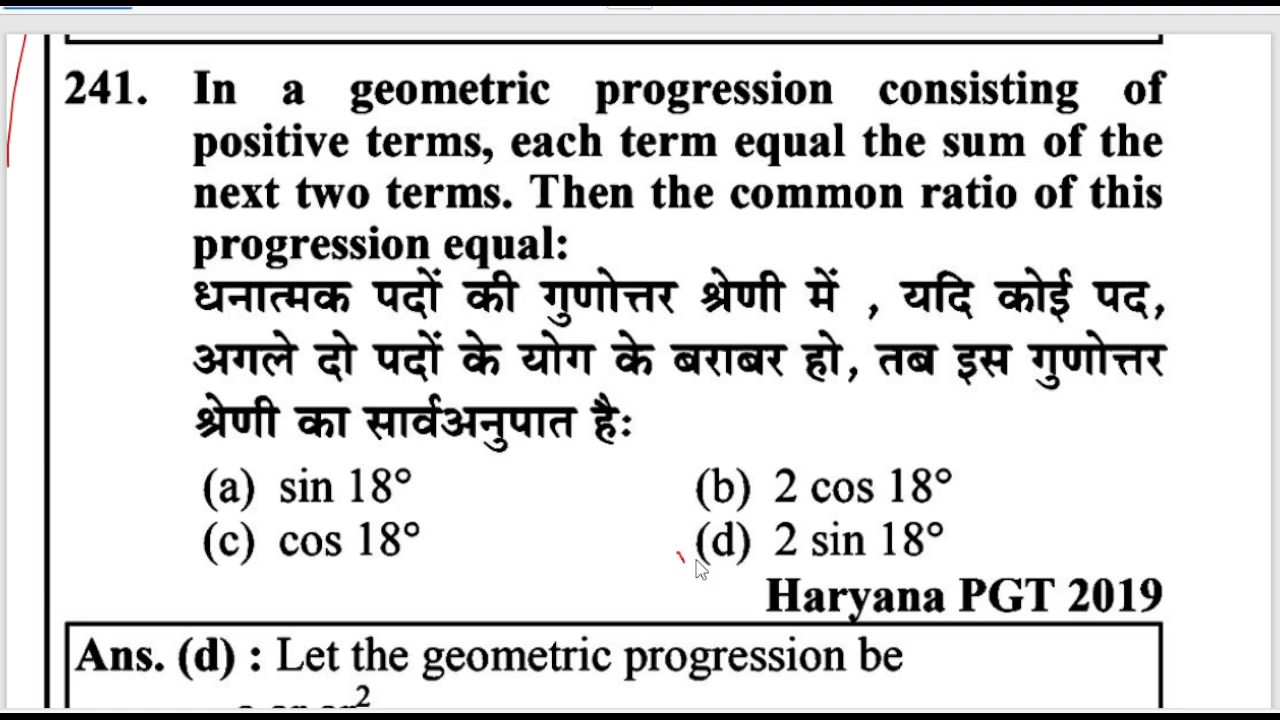 241. In a geometric progression consisting of
positive terms, each term equal the sum of the
next two terms. Then the common ratio of this
progression equal:
धनात्मक पदों की गुणोत्तर श्रेणी में , यदि कोई पद,
अगले दो पदों के योग के बराबर हो, तब इस गुणोत्तर
श्रेणी का सार्वअनुपात हैः
(a) sin 18° (b) 2 cos 18°
(c) cos 18° (d) 2 sin 18°
Haryana PGT 2019
Ans. (d) : Let the geometric progression be